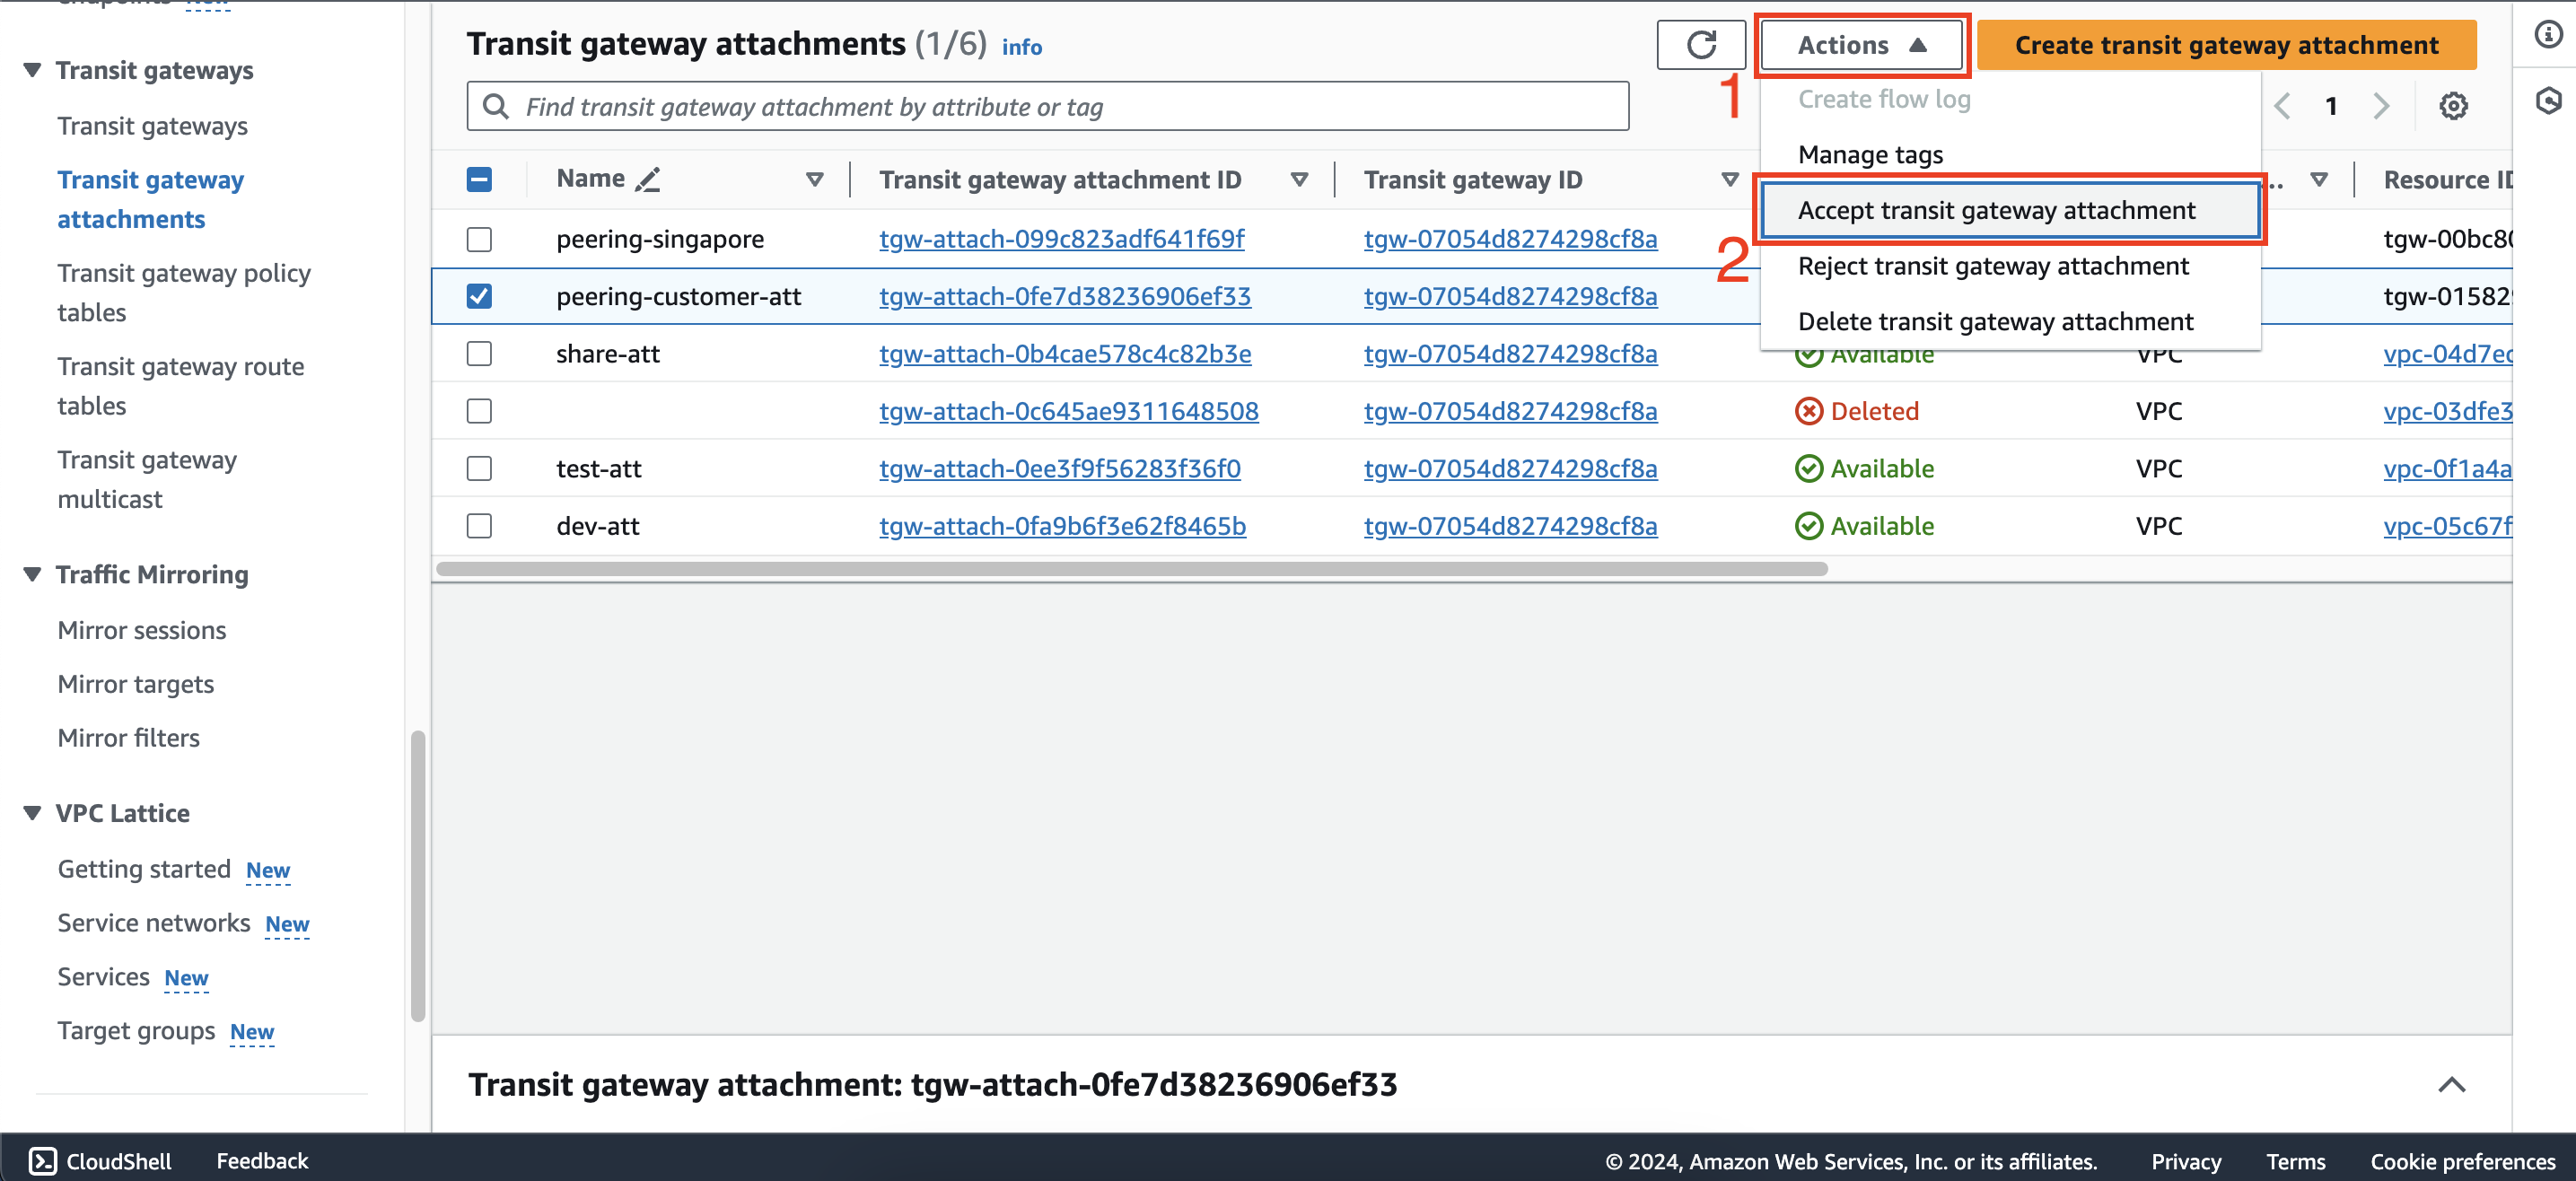 New
Transit gateways
Transit gateways
Transit gateway
attachments
Transit gateway policy
tables
Transit gateway route
tables
Transit gateway
multicast
Traffic Mirroring
Mirror sessions
Mirror targets
Mirror filters
VPC Lattice
Getting started New
Service networks New
Services New
Target groups New
Transit gateway attachments (1/6) info
Actions
Create transit gateway attachment
1
Find transit gateway attachment by attribute or tag
1
Create flow log
Manage tags
Accept transit gateway attachment
2
Reject transit gateway attachment
Delete transit gateway attachment
Name Transit gateway attachment ID Transit gateway ID ... Resource ID
peering-singapore tgw-attach-099c823adf641f69f tgw-07054d8274298cf8a tgw-00bc80
peering-customer-att tgw-attach-0fe7d38236906ef33 tgw-07054d8274298cf8a tgw-01582
share-att tgw-attach-0b4cae578c4c82b3e tgw-07054d8274298cf8a Available VPC vpc-04d7ec
tgw-attach-0c645ae9311648508 tgw-07054d8274298cf8a Deleted VPC vpc-03dfe3
test-att tgw-attach-0ee3f9f56283f36f0 tgw-07054d8274298cf8a Available VPC vpc-0f1a4a
dev-att tgw-attach-0fa9b6f3e62f8465b tgw-07054d8274298cf8a Available VPC vpc-05c67f
Transit gateway attachment: tgw-attach-0fe7d38236906ef33
CloudShell Feedback © 2024, Amazon Web Services, Inc. or its affiliates. Privacy Terms Cookie preferences